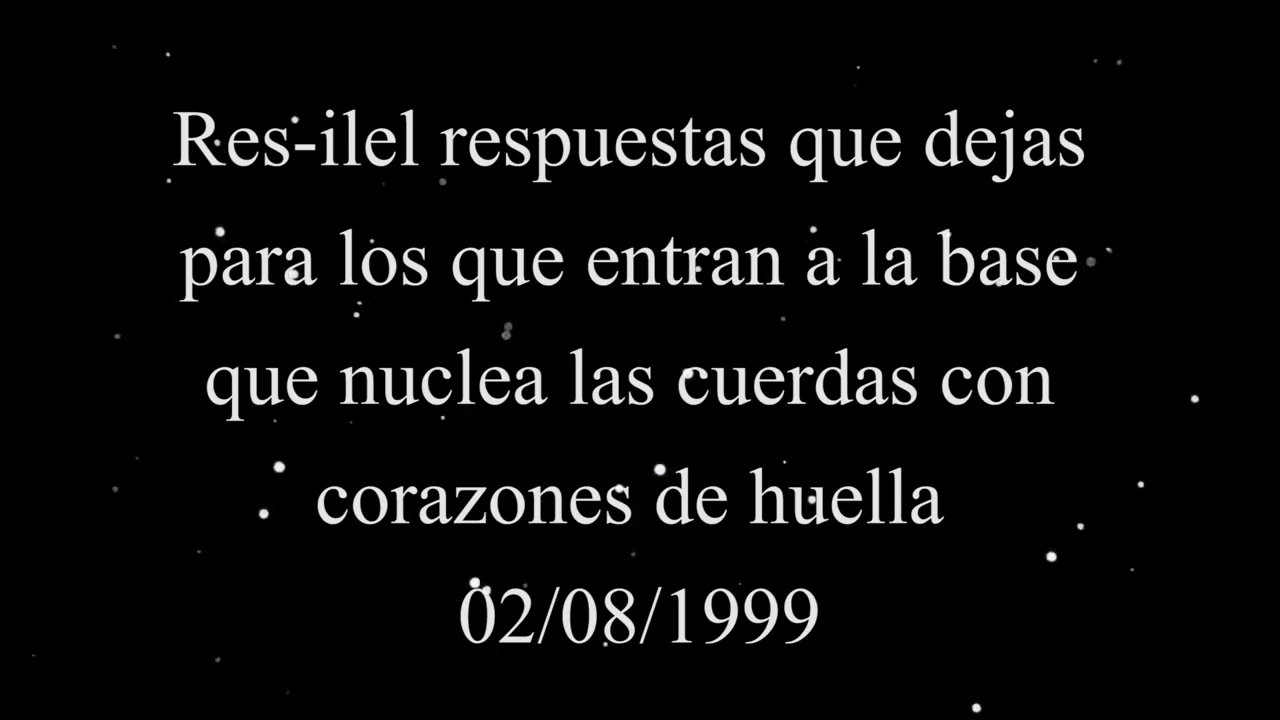 Res-ilel respuestas que dejas
para los que entran a la base
que nuclea las cuerdas con
corazones de huella
02/08/1999